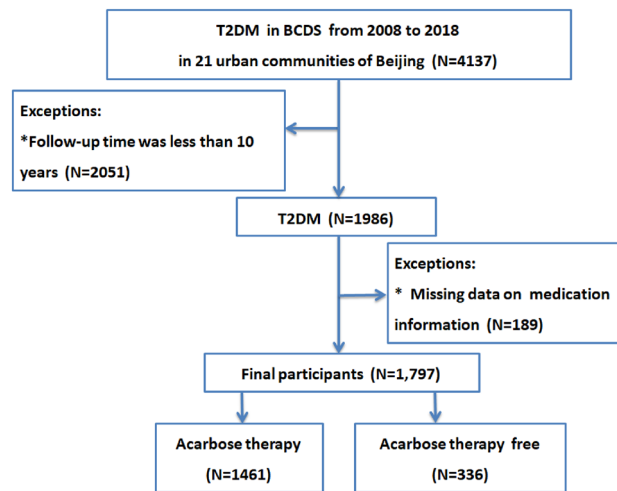 T2DM in BCDS from 2008 to 2018
in 21 urban communities of Beijing (N=4137)
Exceptions:
*Follow-up time was less than 10
years (N=2051)
T2DM (N=1986)
Exceptions:
* Missing data on medication
information (N=189)
Final participants (N=1,797)
Acarbose therapy
(N=1461)
Acarbose therapy free
(N=336)